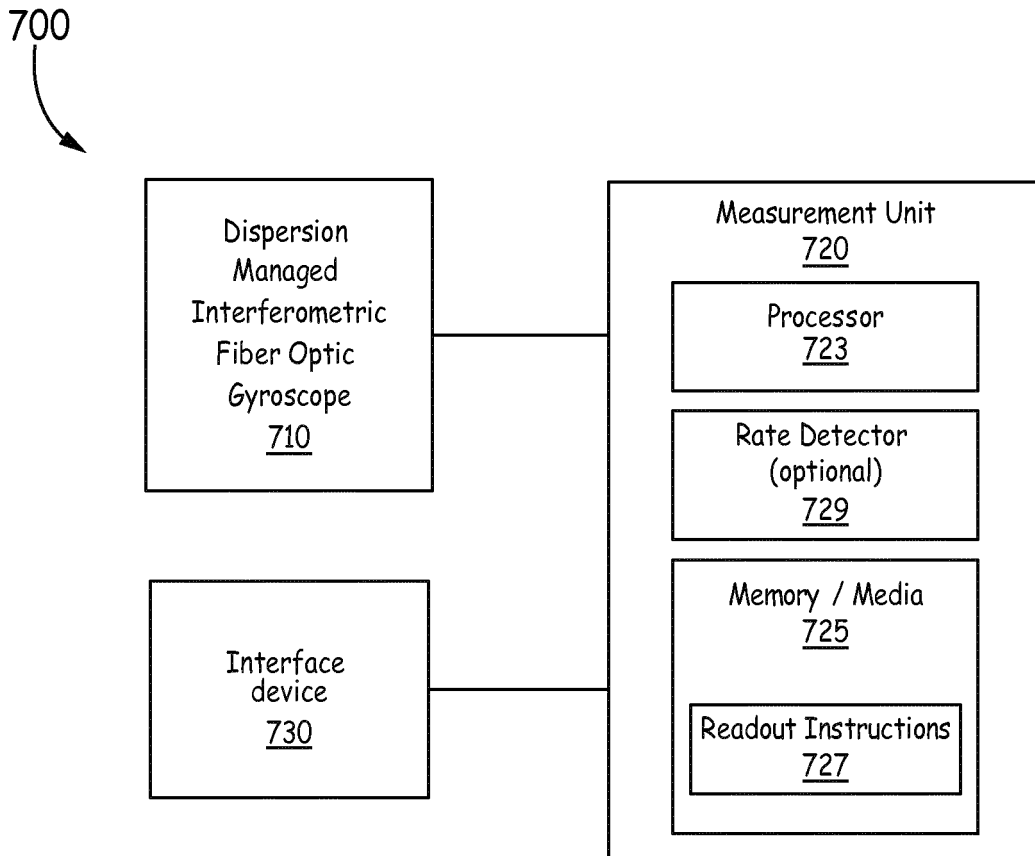 700
Dispersion
Managed
Interferometric
Fiber Optic
Gyroscope
710
Measurement Unit
720
Processor
723
Rate Detector
(optional)
729
Memory / Media
725
Readout Instructions
727
Interface
device
730